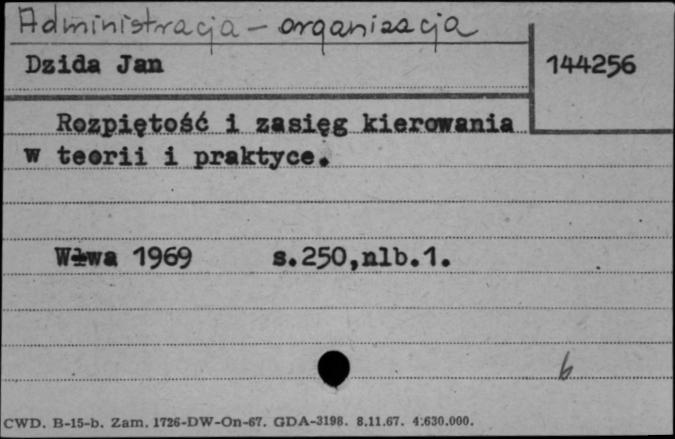 Administracja - organizacja
Dzida Jan
144256
Rozpiętość i zasięg kierowania
w teorii i praktyce.
Włwa 1969 s.250,nlb.1.
b
CWD. B-15-b. Zam. 1726-DW-On-67. GDA-3198. 8.11.67. 4.630.000.